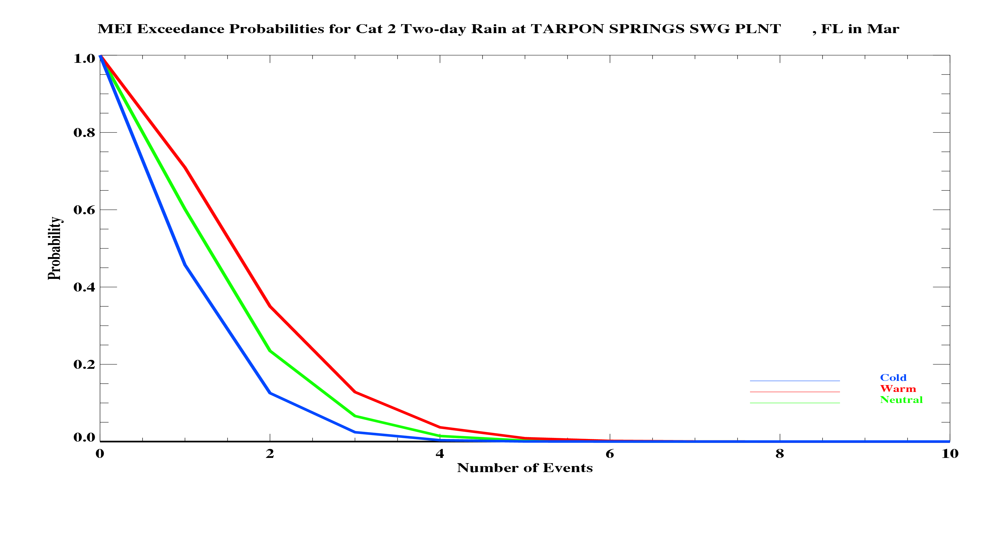 MEI Exceedance Probabilities for Cat 2 Two-day Rain at TARPON SPRINGS SWG PLNT , FL in Mar
1.0
0.8
0.6
0.4
0.2
0.0
Probability
0 2 4 6 8 10
Number of Events
Cold
Warm
Neutral